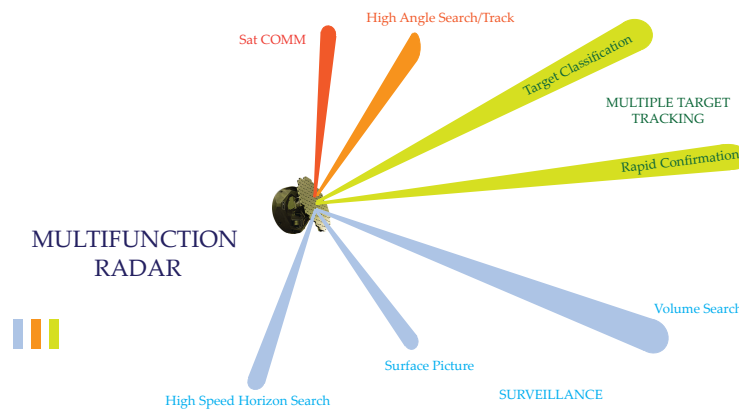 High Angle Search/Track
Sat COMM
Target Classification
MULTIPLE TARGET
TRACKING
Rapid Confirmation
MULTIFUNCTION
RADAR
Volume Search
Surface Picture
High Speed Horizon Search
SURVEILLANCE